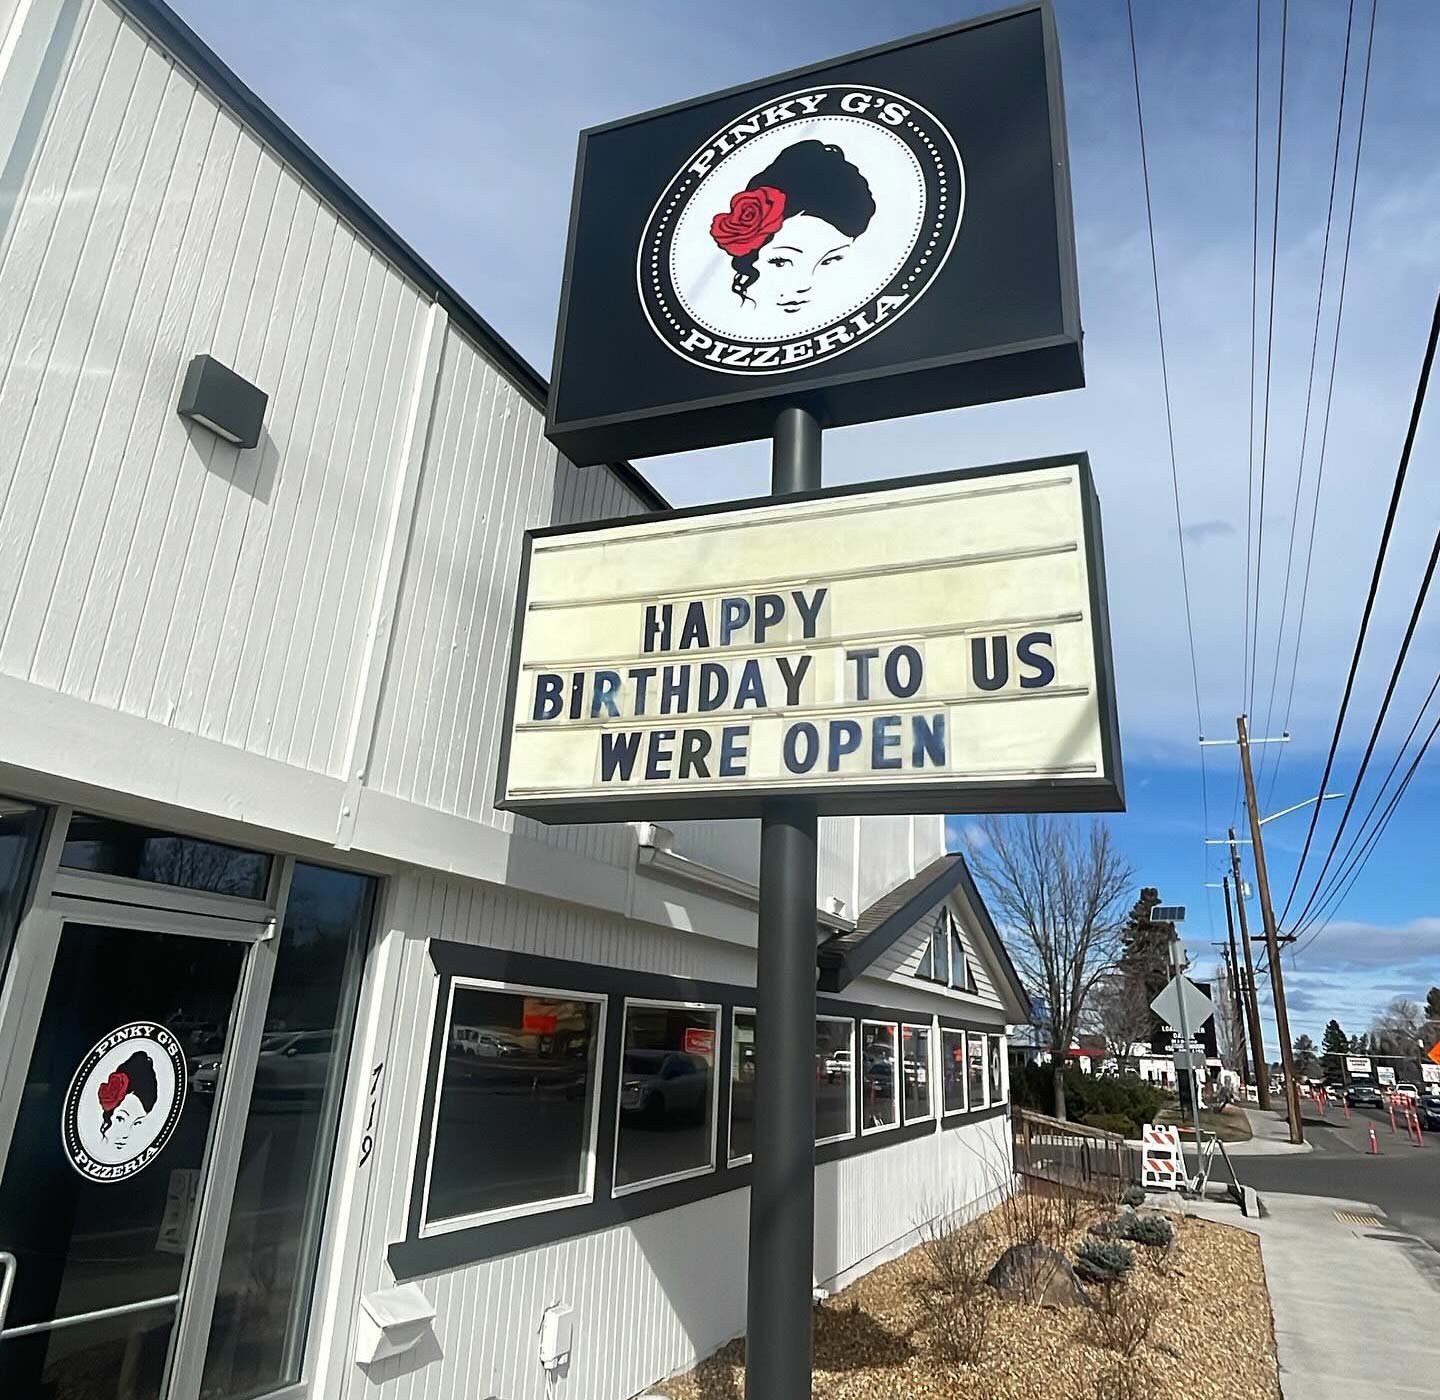 PINKY G'S
PIZZERIA
HAPPY
BIRTHDAY TO US
WERE OPEN
PINKY G'S
PIZZERIA
719